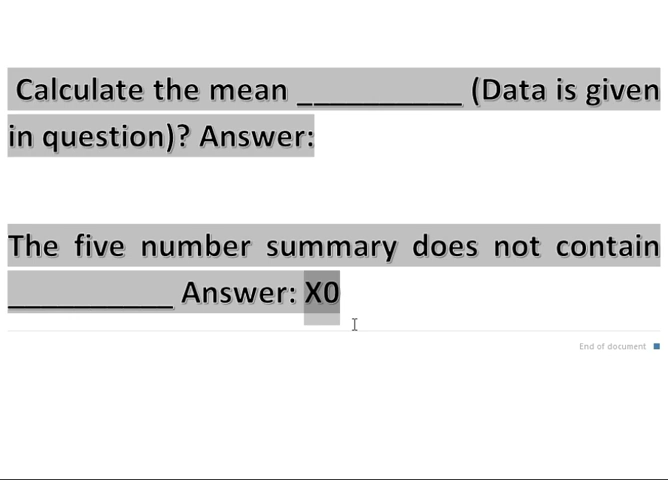 Calculate the mean __________ (Data is given
in question)? Answer:
The five number summary does not contain
__________ Answer: X0
End of document